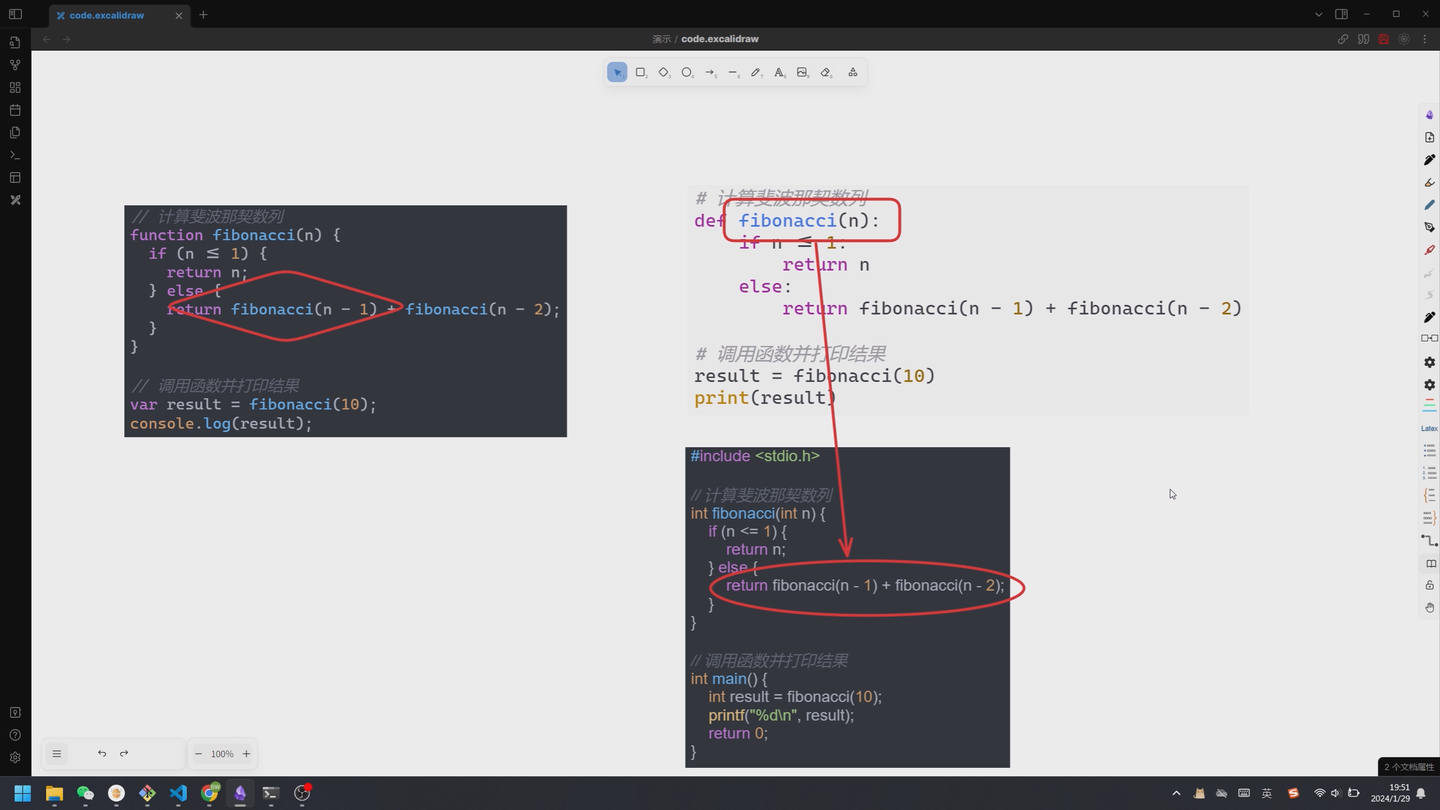 code.excalidraw
演示 / code.excalidraw
// 计算斐波那契数列
function fibonacci(n) {
if (n ≤ 1) {
return n;
} else {
return fibonacci(n - 1) + fibonacci(n - 2);
}
}
// 调用函数并打印结果
var result = fibonacci(10);
console.log(result);
# 计算斐波那契数列
def fibonacci(n):
if n ≤ 1:
return n
else:
return fibonacci(n - 1) + fibonacci(n - 2)
# 调用函数并打印结果
result = fibonacci(10)
print(result)
#include <stdio.h>
// 计算斐波那契数列
int fibonacci(int n) {
if (n <= 1) {
return n;
} else {
return fibonacci(n - 1) + fibonacci(n - 2);
}
}
// 调用函数并打印结果
int main() {
int result = fibonacci(10);
printf("%d\n", result);
return 0;
}
Latex
100%
2 个文档属性
英
19:51
2024/1/29